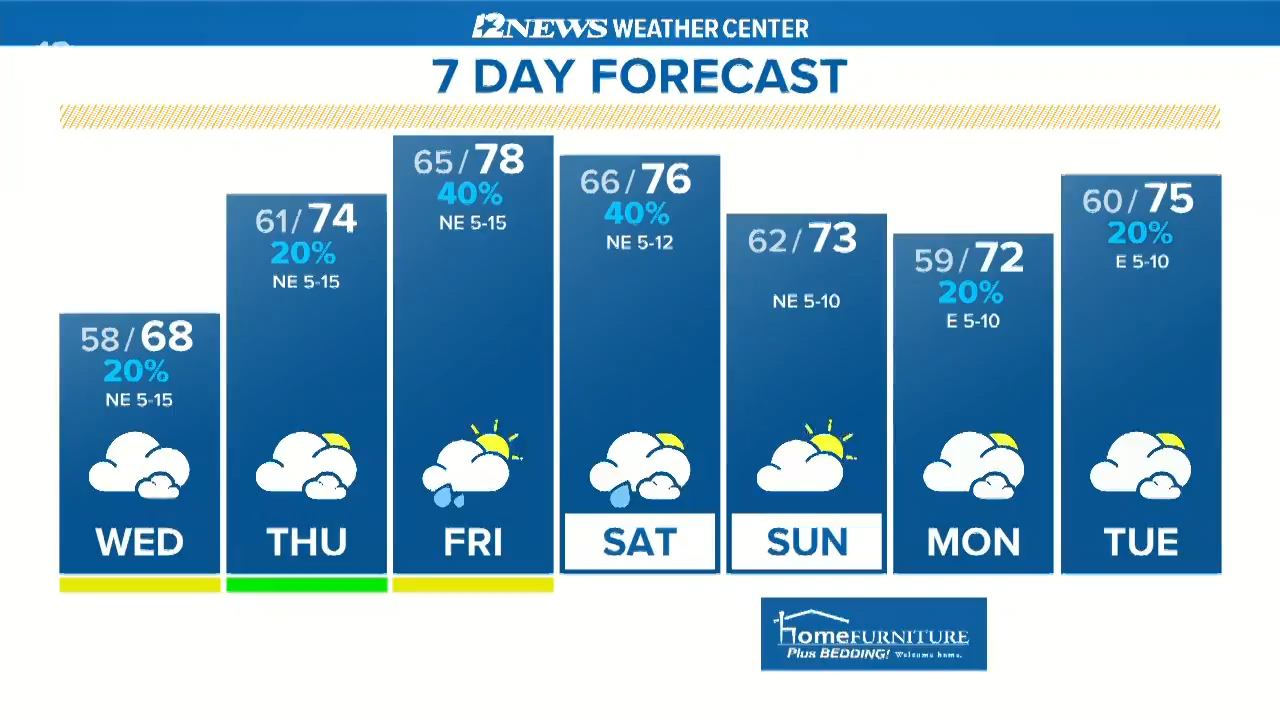 12NEWS WEATHER CENTER
7 DAY FORECAST
58/68
20%
NE 5-15
WED
61/74
20%
NE 5-15
THU
65/78
40%
NE 5-15
FRI
66/76
40%
NE 5-12
SAT
62/73
NE 5-10
SUN
59/72
20%
E 5-10
MON
60/75
20%
E 5-10
TUE
homeFURNITURE
Plus BEDDING! Welcome home.